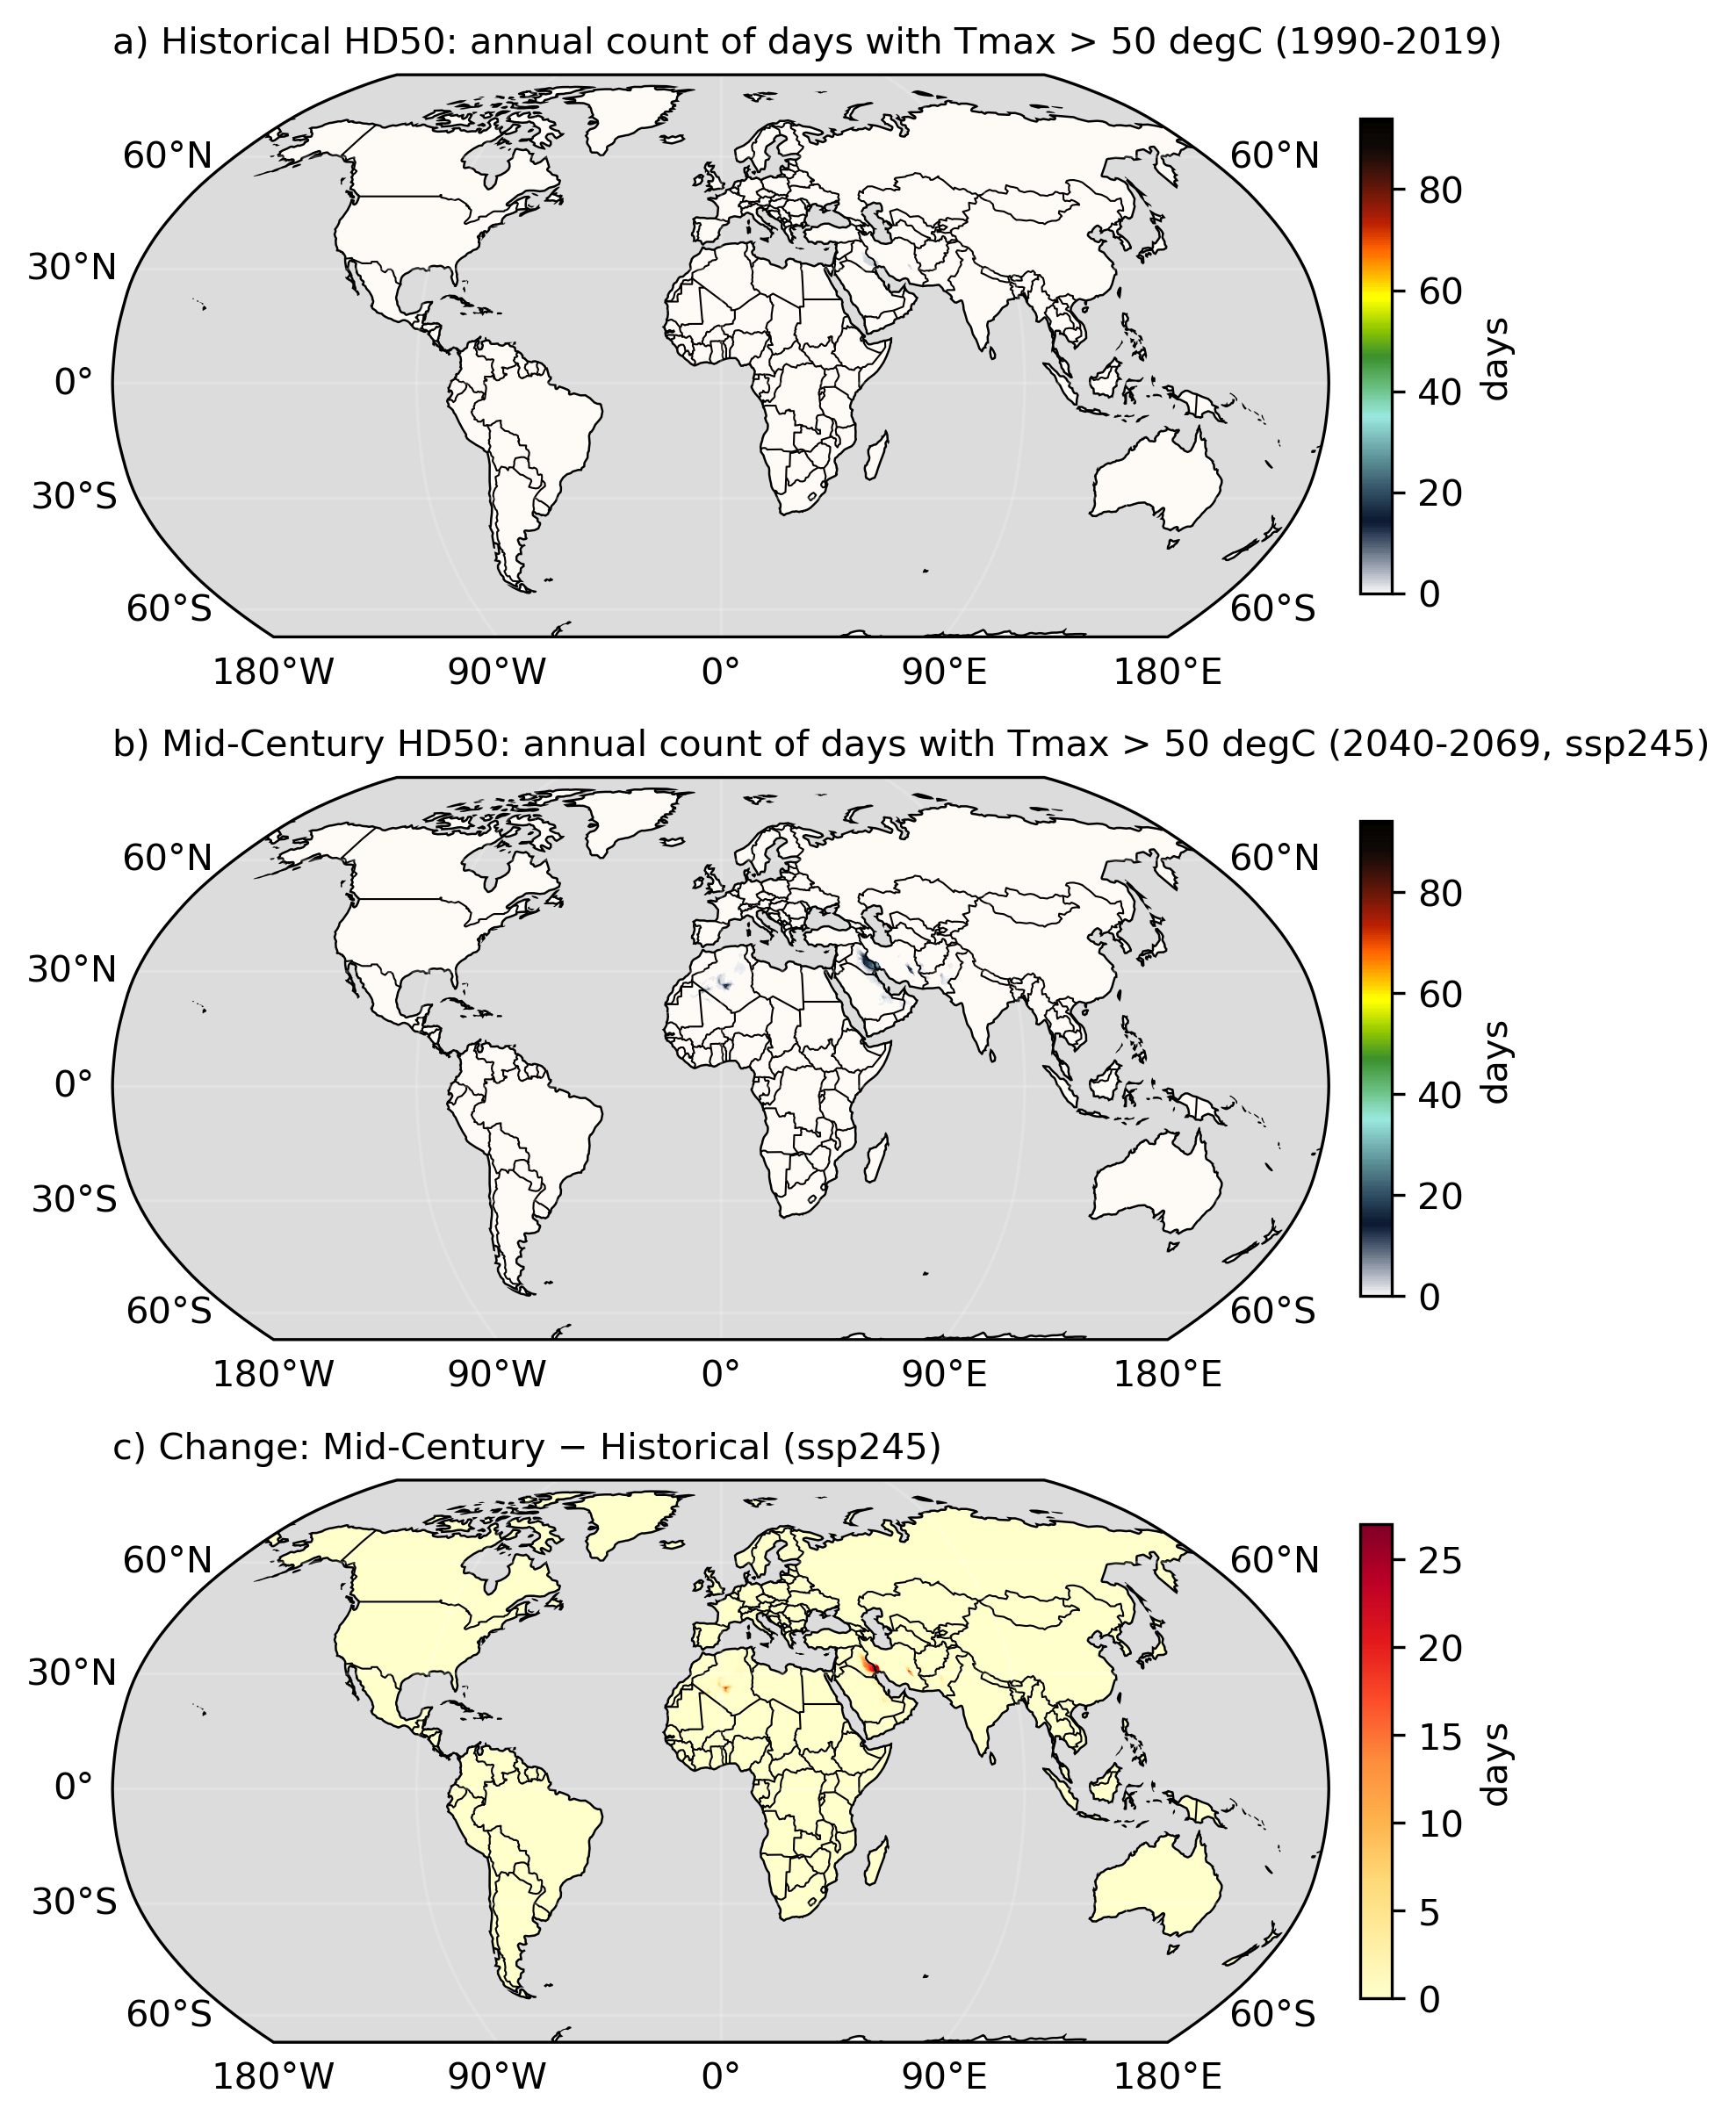 a) Historical HD50: annual count of days with Tmax > 50 degC (1990-2019)
60°N
60°N
30°N
0°
30°S
60°S
60°S
180°W
90°W
0°
90°E
180°E
80
60
40
20
0
days
b) Mid-Century HD50: annual count of days with Tmax > 50 degC (2040-2069, ssp245)
60°N
60°N
30°N
0°
30°S
60°S
60°S
180°W
90°W
0°
90°E
180°E
80
60
40
20
0
days
c) Change: Mid-Century − Historical (ssp245)
60°N
60°N
30°N
0°
30°S
60°S
60°S
180°W
90°W
0°
90°E
180°E
25
20
15
10
5
0
days